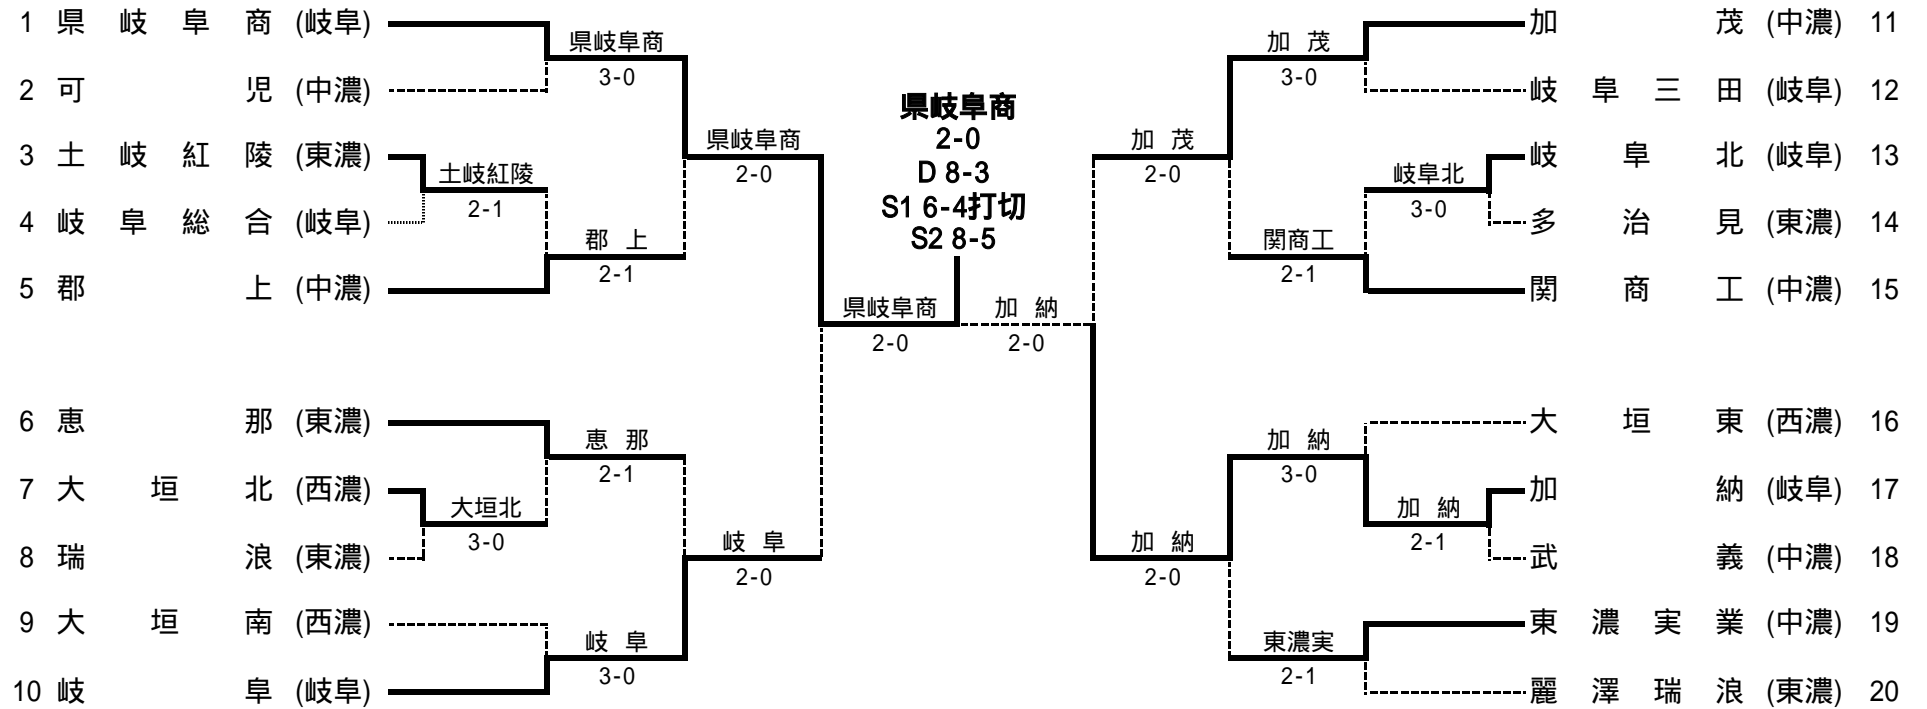 1 県岐阜商 (岐阜)
2 可児 (中濃)
3 土岐紅陵 (東濃)
4 岐阜総合 (岐阜)
5 郡上 (中濃)
6 恵那 (東濃)
7 大垣北 (西濃)
8 瑞浪 (東濃)
9 大垣南 (西濃)
10 岐阜 (岐阜)
土岐紅陵
2-1
大垣北
3-0
県岐阜商
3-0
郡上
2-1
恵那
2-1
岐阜
3-0
県岐阜商
2-0
岐阜
2-0
県岐阜商
2-0
県岐阜商
2-0
D 8-3
S1 6-4打切
S2 8-5
加納
2-0
加茂
2-0
加納
2-0
加茂
3-0
関商工
2-1
加納
3-0
東濃実
2-1
岐阜北
3-0
加納
2-1
加茂 (中濃) 11
岐阜三田 (岐阜) 12
岐阜北 (岐阜) 13
多治見 (東濃) 14
関商工 (中濃) 15
大垣東 (西濃) 16
加納 (岐阜) 17
武義 (中濃) 18
東濃実業 (中濃) 19
麗澤瑞浪 (東濃) 20